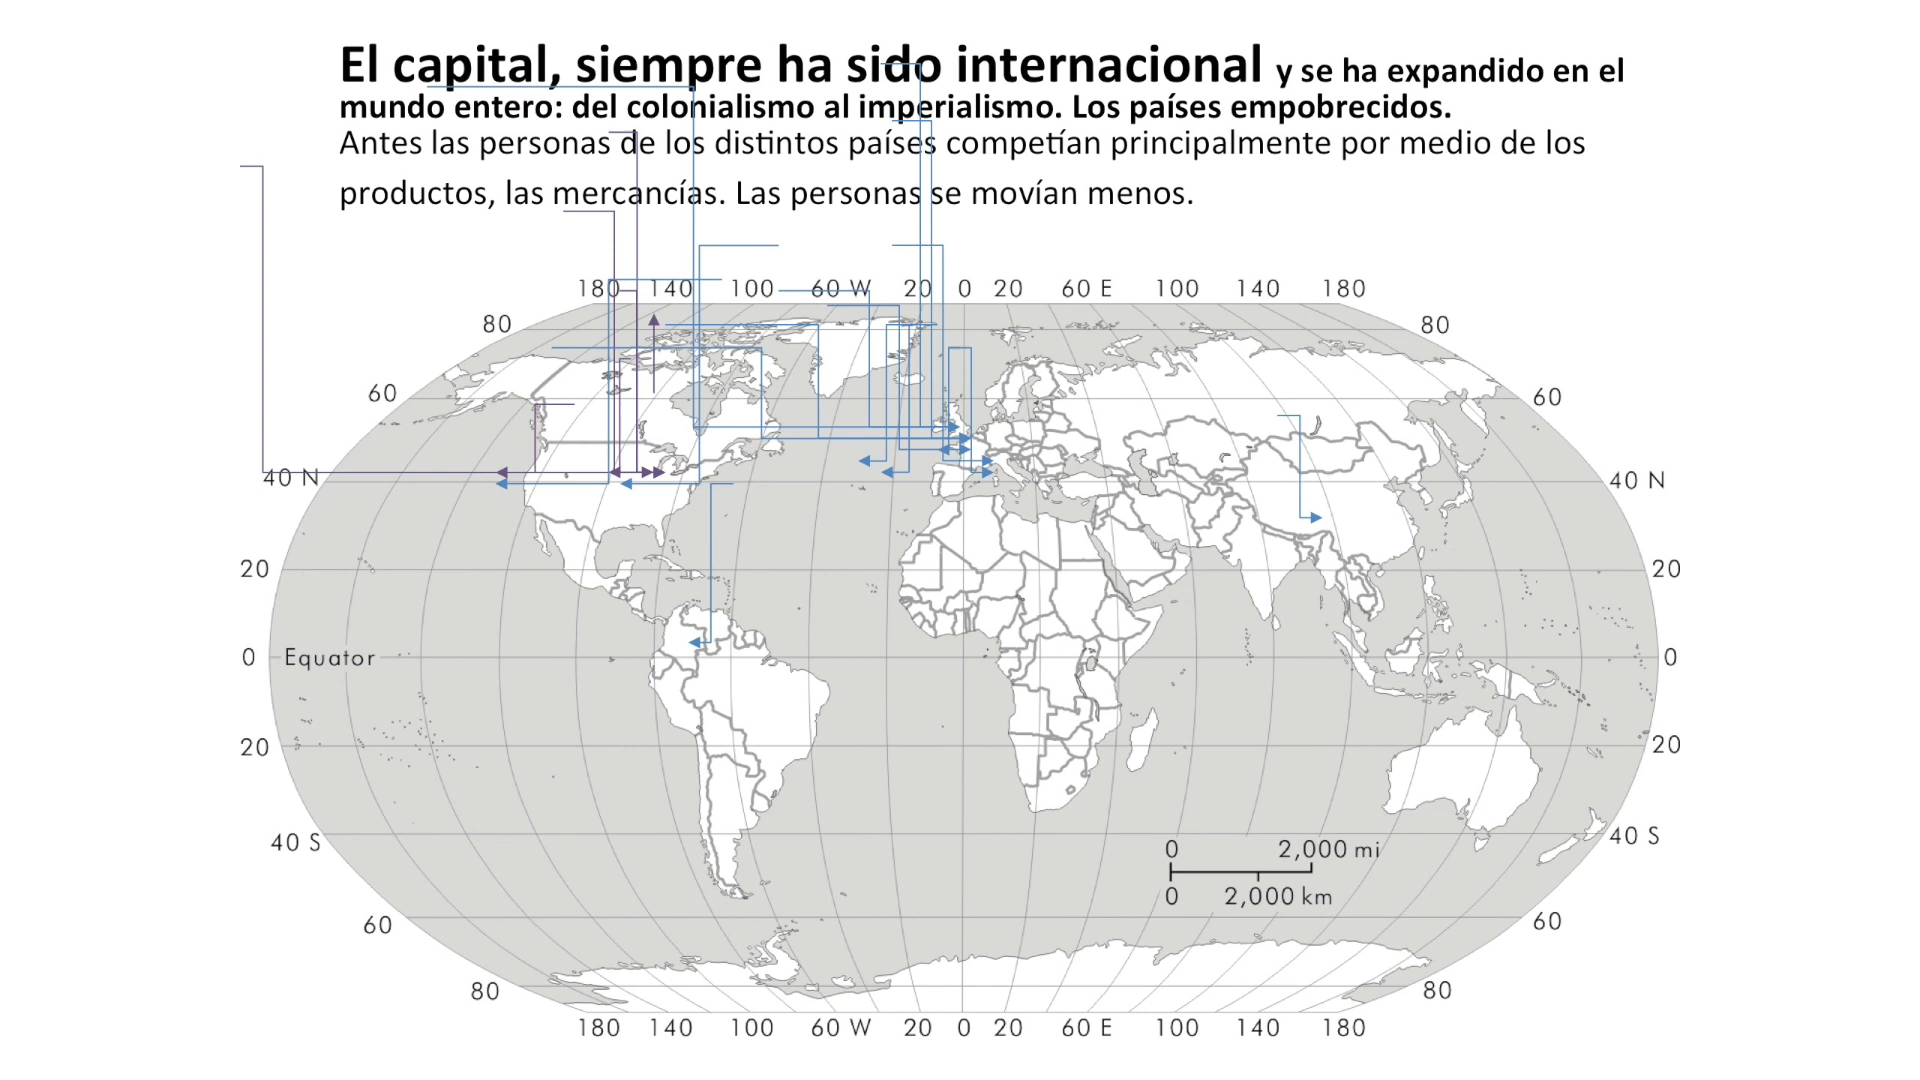 El capital, siempre ha sido internacional y se ha expandido en el
mundo entero: del colonialismo al imperialismo. Los países empobrecidos.
Antes las personas de los distintos países competían principalmente por medio de los
productos, las mercancías. Las personas se movían menos.
180 140 100 60 W 20 0 20 60 E 100 140 180
80 80
60 60
40 N 40 N
20 20
0 Equator 0
20 20
40 S 40 S
0 2,000 mi
0 2,000 km
60 60
80 80
180 140 100 60 W 20 0 20 60 E 100 140 180